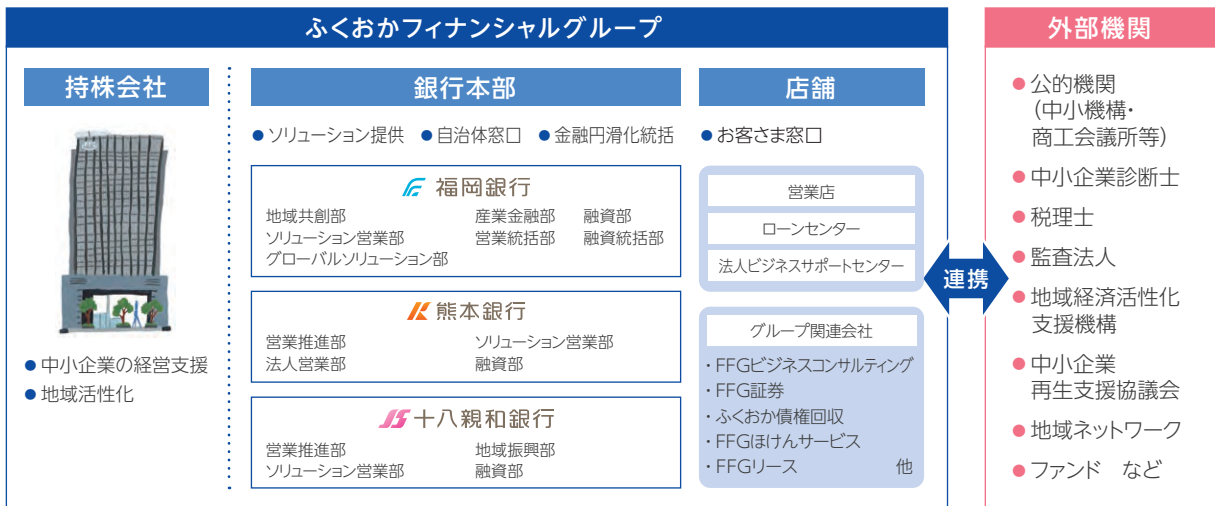 ふくおかフィナンシャルグループ
持株会社
● 中小企業の経営支援
● 地域活性化
銀行本部
● ソリューション提供 ● 自治体窓口 ● 金融円滑化統括
福岡銀行
地域共創部 産業金融部 融資部
ソリューション営業部 営業統括部 融資統括部
グローバルソリューション部
熊本銀行
営業推進部 ソリューション営業部
法人営業部 融資部
十八親和銀行
営業推進部 地域振興部
ソリューション営業部 融資部
店舗
● お客さま窓口
営業店
ローンセンター
法人ビジネスサポートセンター
グループ関連会社
・FFGビジネスコンサルティング
・FFG証券
・ふくおか債権回収
・FFGほけんサービス
・FFGリース 他
連携
外部機関
● 公的機関
（中小機構・
商工会議所等）
● 中小企業診断士
● 税理士
● 監査法人
● 地域経済活性化
支援機構
● 中小企業
再生支援協議会
● 地域ネットワーク
● ファンド など